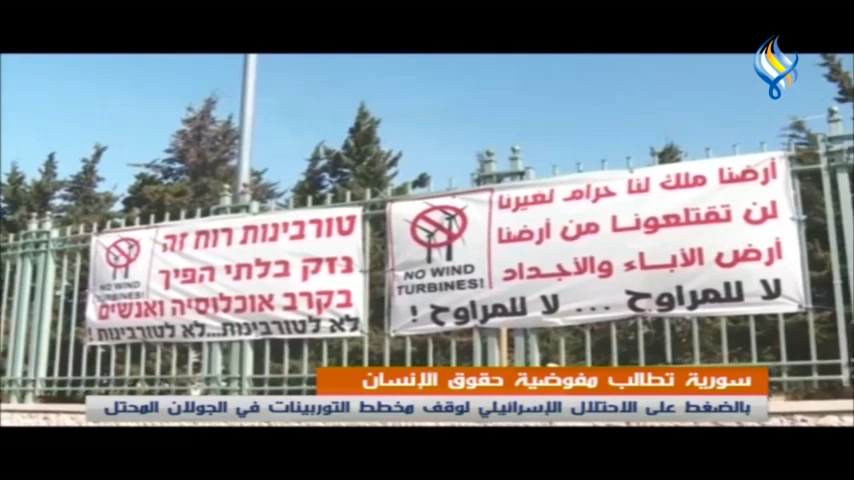 طورבינות רוח זה
נזק בלתי הפיך
בקרב אוכלוסיה ואנשים
לא לטורבינות...לא לטורבינות !
NO WIND
TURBINES!
أرضنا ملك لنا حرام لغيرنا
لن تقتلعونا من أرضنا
أرض الأباء والأجداد
لا للمراوح ... لا للمراوح !
NO WIND
TURBINES!
سورية تطالب مفوضية حقوق الإنسان
بالضغط على الاحتلال الإسرائيلي لوقف مخطط التوربينات في الجولان المحتل